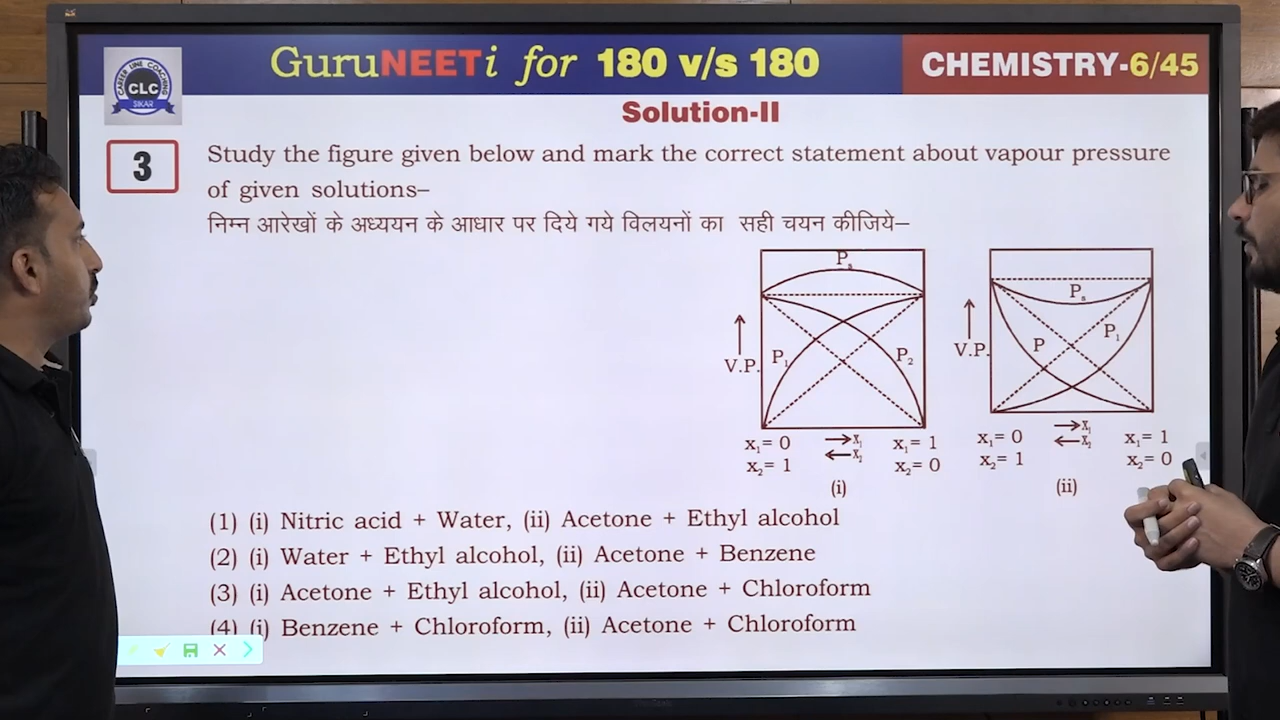 GuruNEETi for 180 v/s 180
CHEMISTRY-6/45
CAREER LINE COACHING
CLC
SIKAR
Solution-II
3
Study the figure given below and mark the correct statement about vapour pressure
of given solutions–
निम्न आरेखों के अध्ययन के आधार पर दिये गये विलयनों का सही चयन कीजिये–
Pₛ
P₁
P₂
V.P.
x₁= 0
x₁
x₁= 1
x₂= 1
x₂
x₂= 0
(i)
Pₛ
P
P₁
V.P.
x₁= 0
x₁
x₁= 1
x₂= 1
x₂
x₂= 0
(ii)
(1) (i) Nitric acid + Water, (ii) Acetone + Ethyl alcohol
(2) (i) Water + Ethyl alcohol, (ii) Acetone + Benzene
(3) (i) Acetone + Ethyl alcohol, (ii) Acetone + Chloroform
(4) (i) Benzene + Chloroform, (ii) Acetone + Chloroform